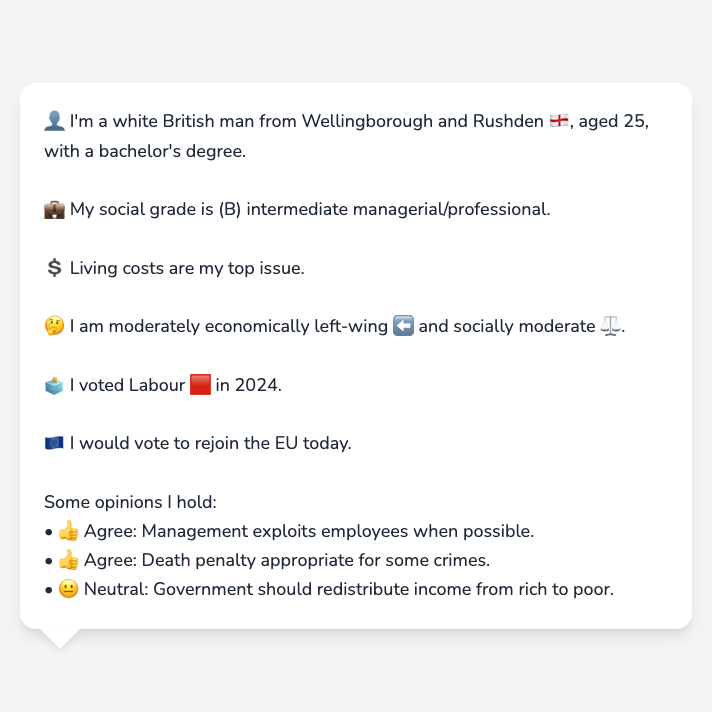 👤 I'm a white British man from Wellingborough and Rushden 🏴󠁧󠁢󠁥󠁮󠁧󠁿, aged 25,
with a bachelor's degree.
💼 My social grade is (B) intermediate managerial/professional.
💲 Living costs are my top issue.
🤔 I am moderately economically left-wing ⬅️ and socially moderate ⚖️.
🗳️ I voted Labour 🟥 in 2024.
🇪🇺 I would vote to rejoin the EU today.
Some opinions I hold:
• 👍 Agree: Management exploits employees when possible.
• 👍 Agree: Death penalty appropriate for some crimes.
• 😐 Neutral: Government should redistribute income from rich to poor.